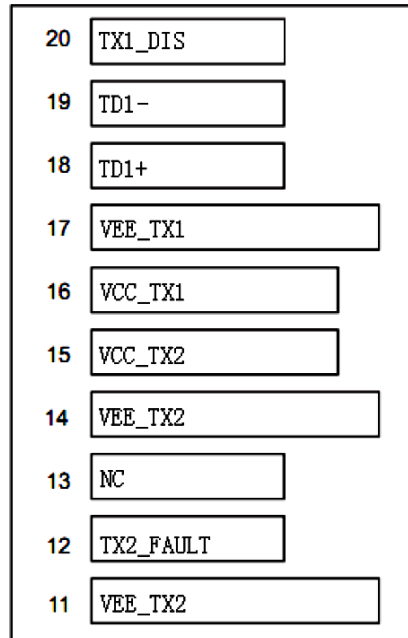 20 TX1_DIS
19 TD1-
18 TD1+
17 VEE_TX1
16 VCC_TX1
15 VCC_TX2
14 VEE_TX2
13 NC
12 TX2_FAULT
11 VEE_TX2